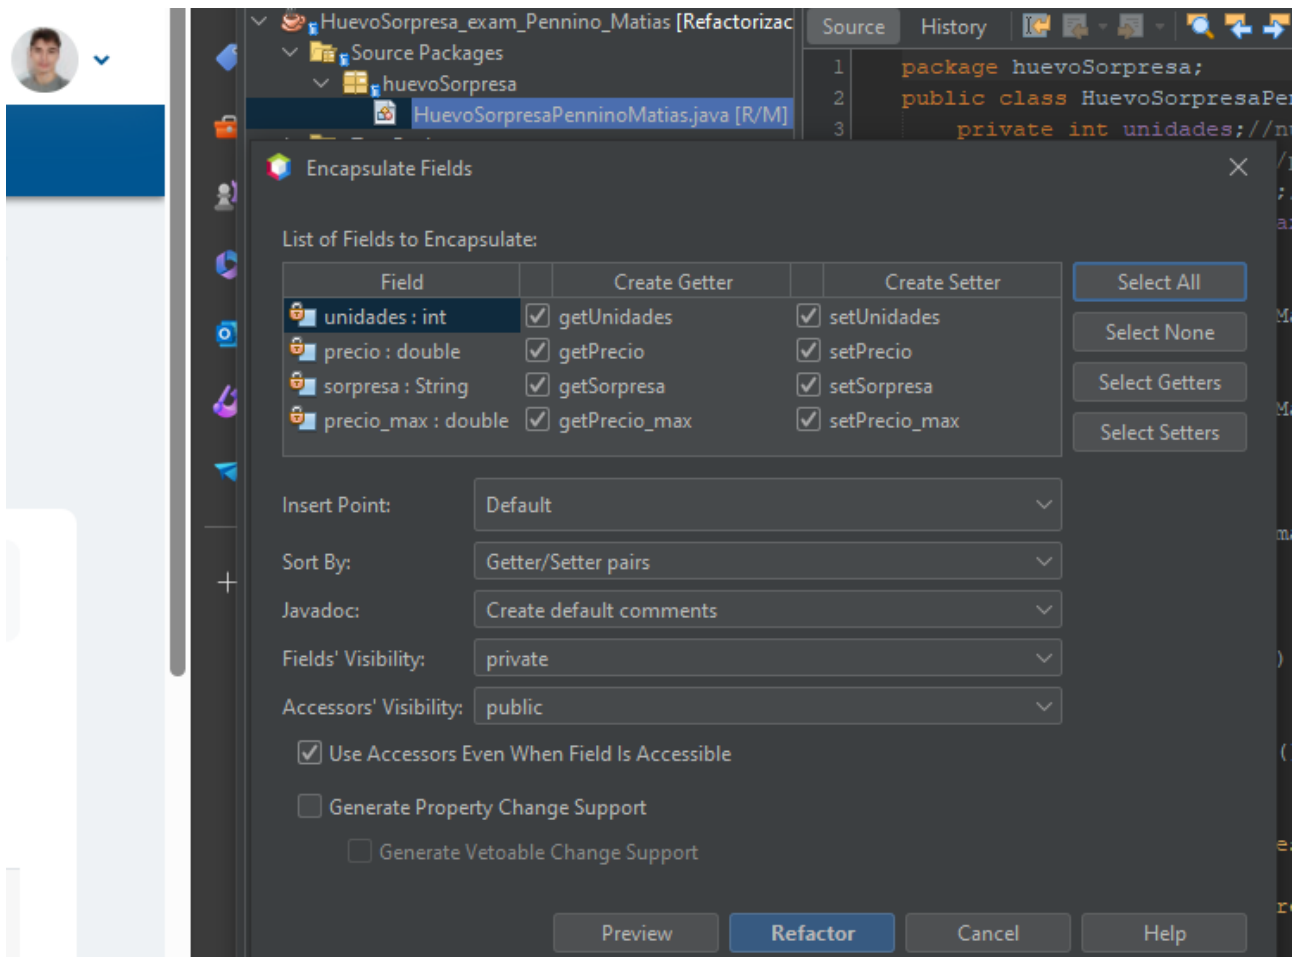 HuevoSorpresa_exam_Pennino_Matias [Refactorizac
Source Packages
huevoSorpresa
HuevoSorpresaPenninoMatias.java [R/M]
Source History
1 package huevoSorpresa;
2 public class HuevoSorpresaPe
3 private int unidades;//n
Encapsulate Fields
List of Fields to Encapsulate:
Field Create Getter Create Setter
unidades : int getUnidades setUnidades
precio : double getPrecio setPrecio
sorpresa : String getSorpresa setSorpresa
precio_max : double getPrecio_max setPrecio_max
Select All
Select None
Select Getters
Select Setters
Insert Point: Default
Sort By: Getter/Setter pairs
Javadoc: Create default comments
Fields' Visibility: private
Accessors' Visibility: public
Use Accessors Even When Field Is Accessible
Generate Property Change Support
Generate Vetoable Change Support
Preview Refactor Cancel Help